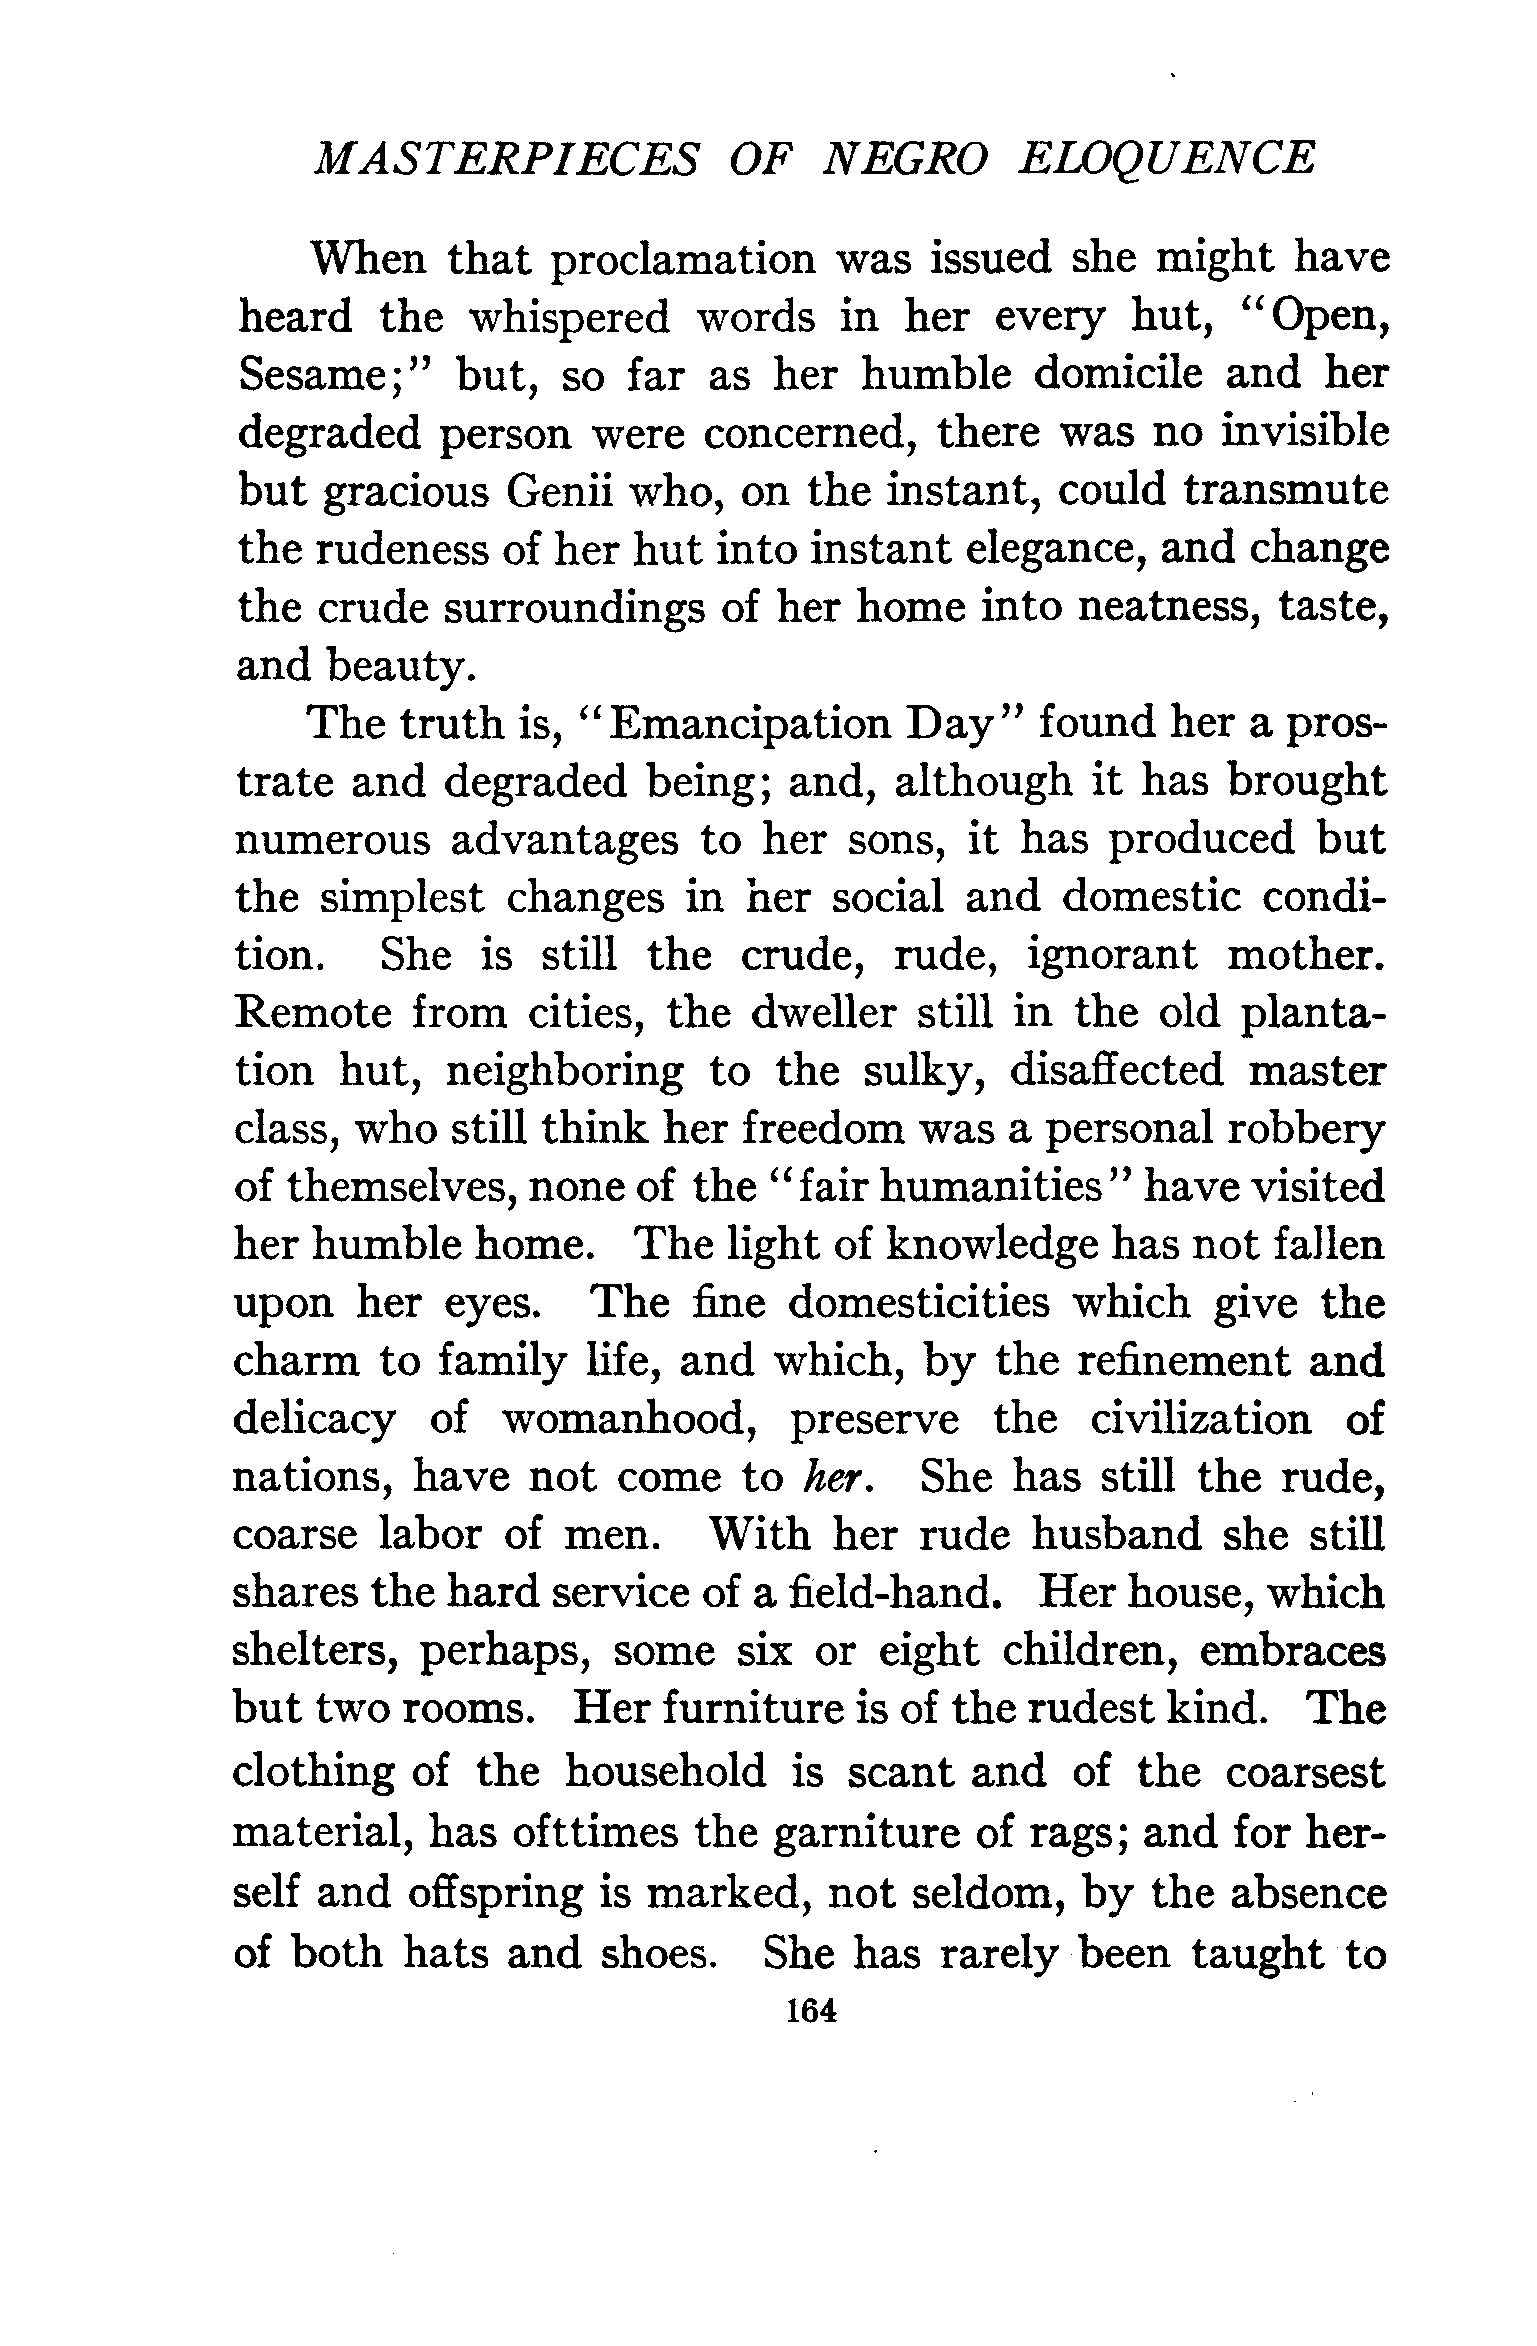 MASTERPIECES OF NEGRO ELOQUENCE
When that proclamation was issued she might have
heard the whispered words in her every hut, "Open,
Sesame;" but, so far as her humble domicile and her
degraded person were concerned, there was no invisible
but gracious Genii who, on the instant, could transmute
the rudeness of her hut into instant elegance, and change
the crude surroundings of her home into neatness, taste,
and beauty.
The truth is, "Emancipation Day" found her a pros-
trate and degraded being; and, although it has brought
numerous advantages to her sons, it has produced but
the simplest changes in her social and domestic condi-
tion. She is still the crude, rude, ignorant mother.
Remote from cities, the dweller still in the old planta-
tion hut, neighboring to the sulky, disaffected master
class, who still think her freedom was a personal robbery
of themselves, none of the "fair humanities" have visited
her humble home. The light of knowledge has not fallen
upon her eyes. The fine domesticities which give the
charm to family life, and which, by the refinement and
delicacy of womanhood, preserve the civilization of
nations, have not come to her. She has still the rude,
coarse labor of men. With her rude husband she still
shares the hard service of a field-hand. Her house, which
shelters, perhaps, some six or eight children, embraces
but two rooms. Her furniture is of the rudest kind. The
clothing of the household is scant and of the coarsest
material, has ofttimes the garniture of rags; and for her-
self and offspring is marked, not seldom, by the absence
of both hats and shoes. She has rarely been taught to
164